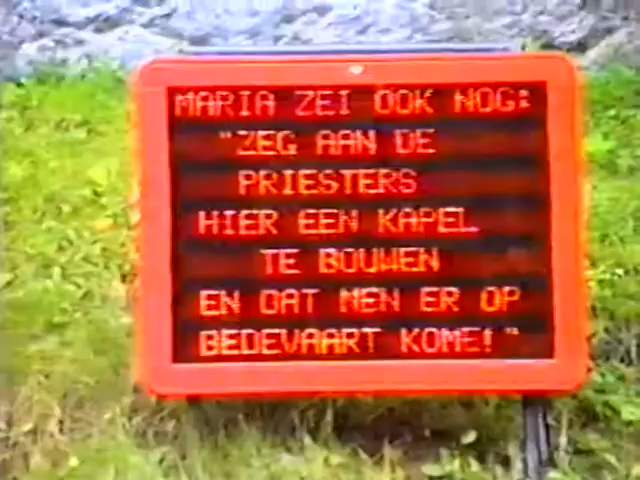 MARIA ZEI OOK NOG:
"ZEG AAN DE
PRIESTERS
HIER EEN KAPEL
TE BOUWEN
EN DAT MEN ER OP
BEDEVAART KOME!"